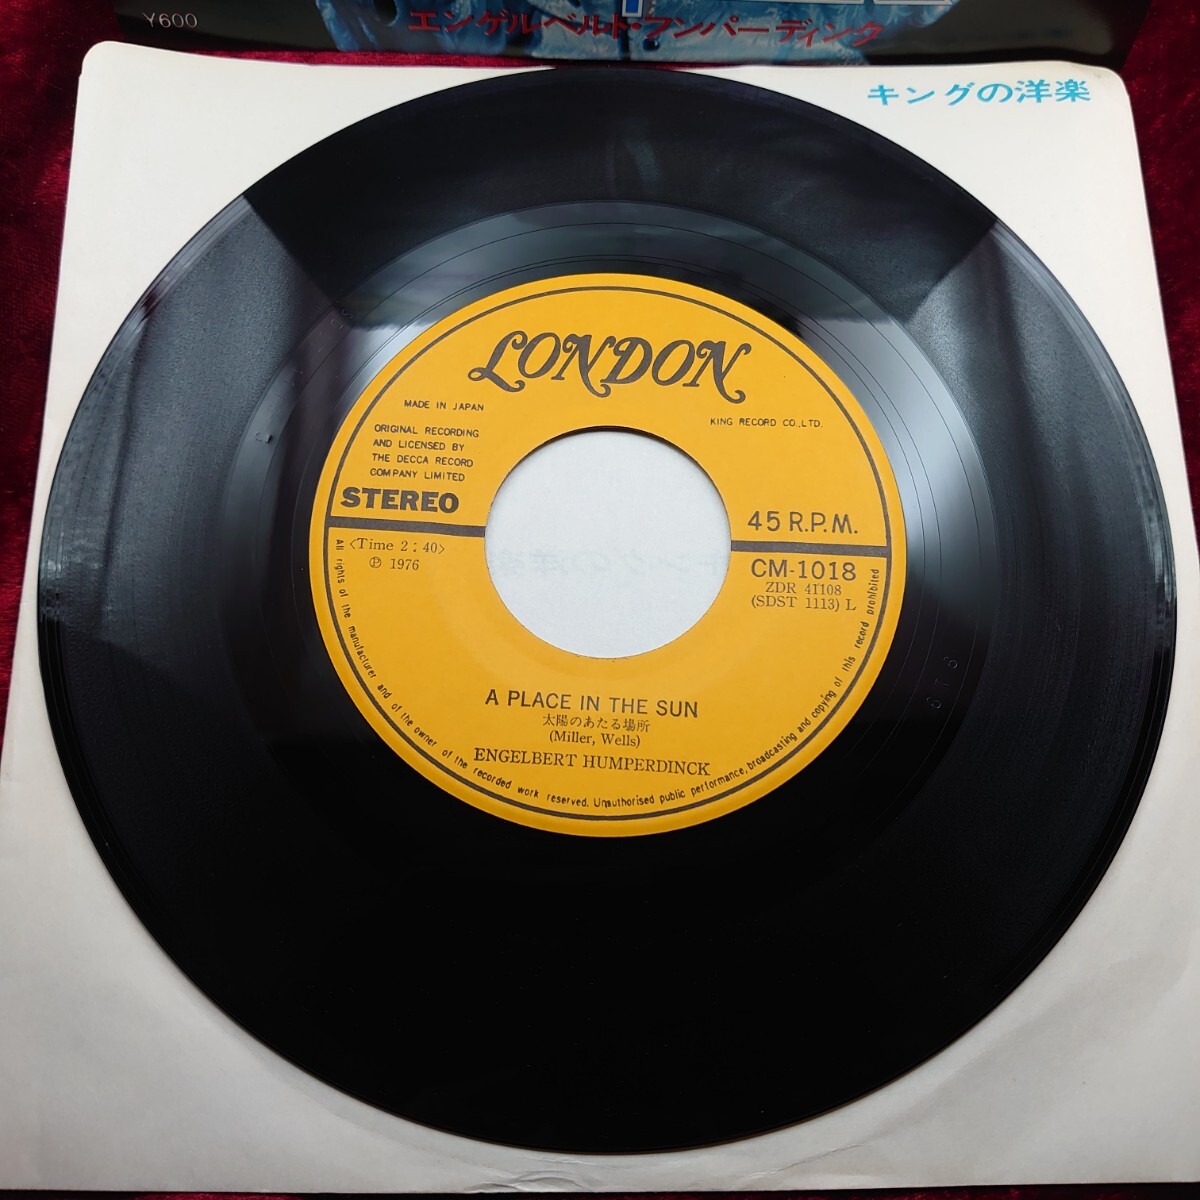 Y600
エンゲルベルト・フンパーディンク
キングの洋楽
LONDON
MADE IN JAPAN
KING RECORD CO.,LTD.
ORIGINAL RECORDING
AND LICENSED BY
THE DECCA RECORD
COMPANY LIMITED
STEREO
45 R.P.M.
<Time 2:40>
Ⓟ 1976
CM-1018
ZDR 41108
(SDST 1113) L
A PLACE IN THE SUN
太陽のあたる場所
(Miller, Wells)
ENGELBERT HUMPERDINCK
All rights of the manufacturer and of the owner of the recorded work reserved. Unauthorised public performance, broadcasting and copying of this record prohibited